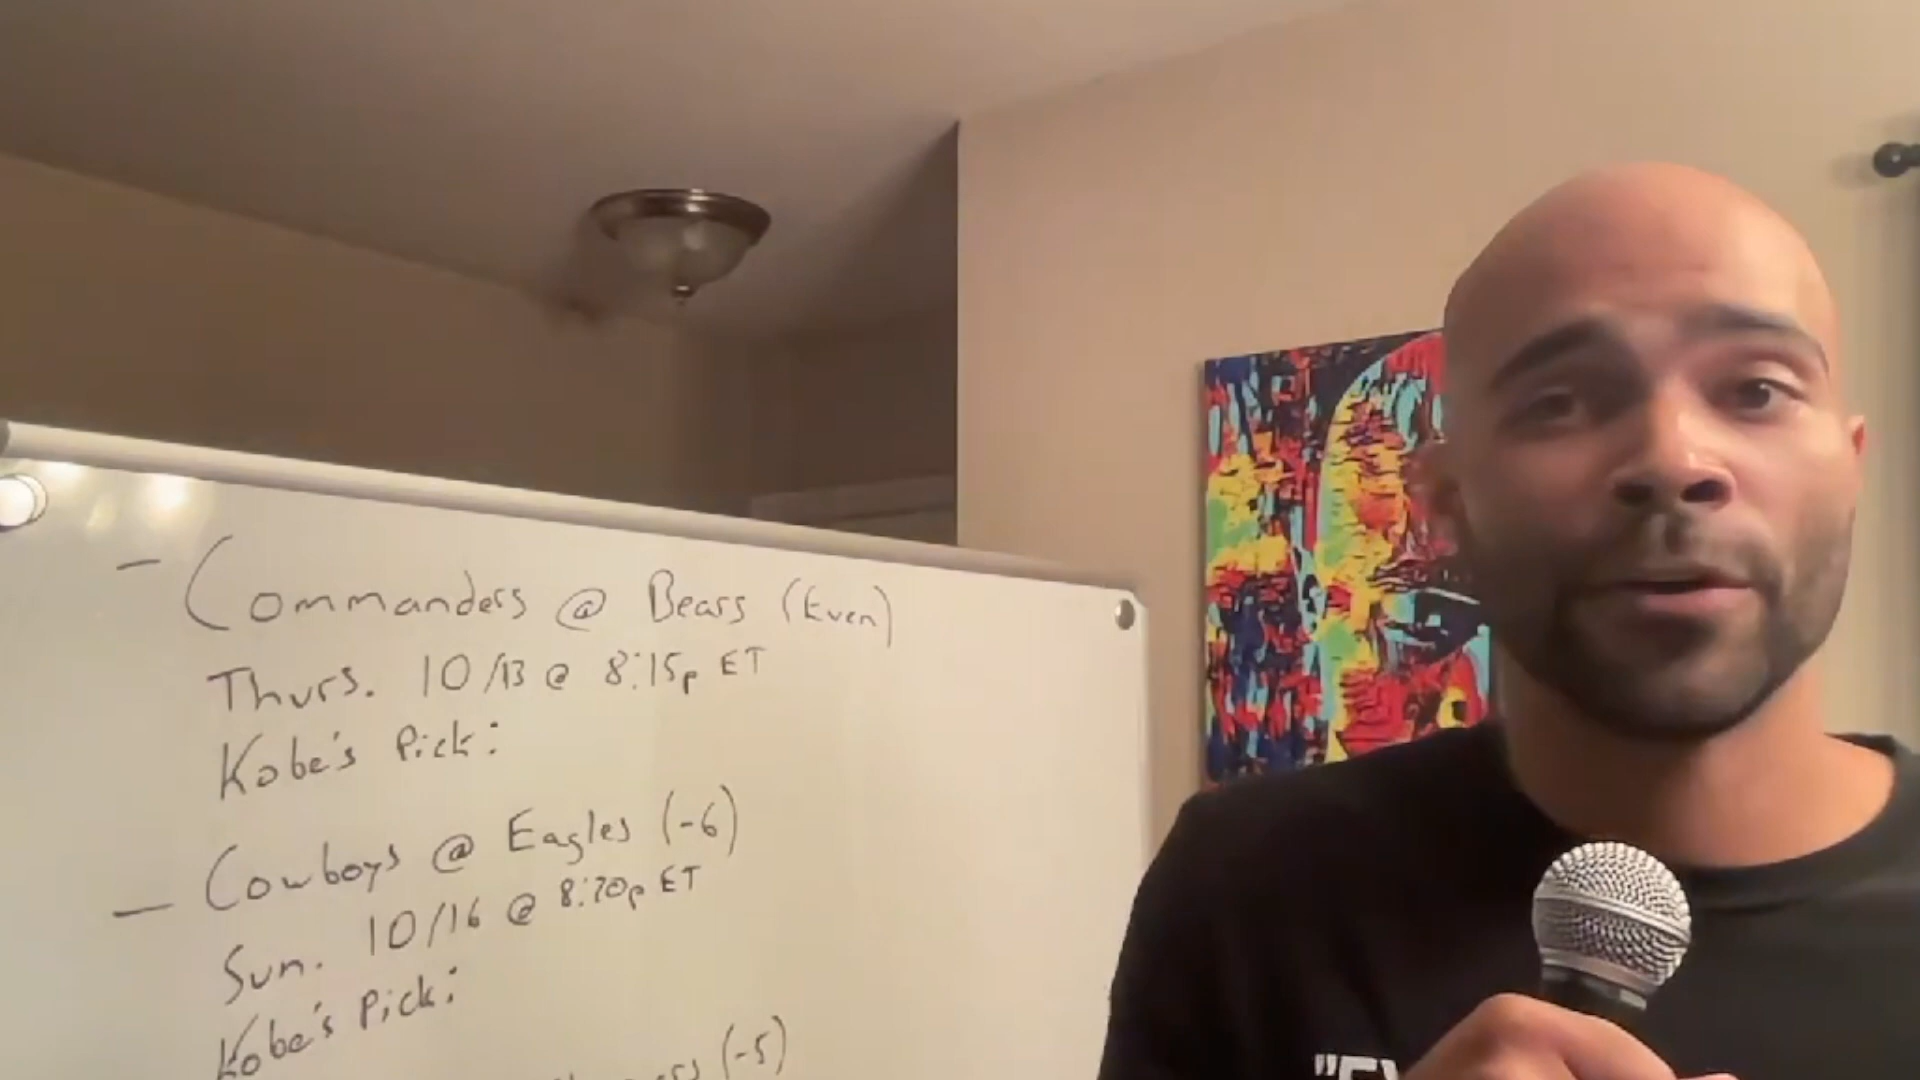 - Commanders @ Bears (Even)
Thurs. 10/13 @ 8:15p ET
Kobe's Pick:
- Cowboys @ Eagles (-6)
Sun. 10/16 @ 8:20p ET
Kobe's Pick:
(-5)